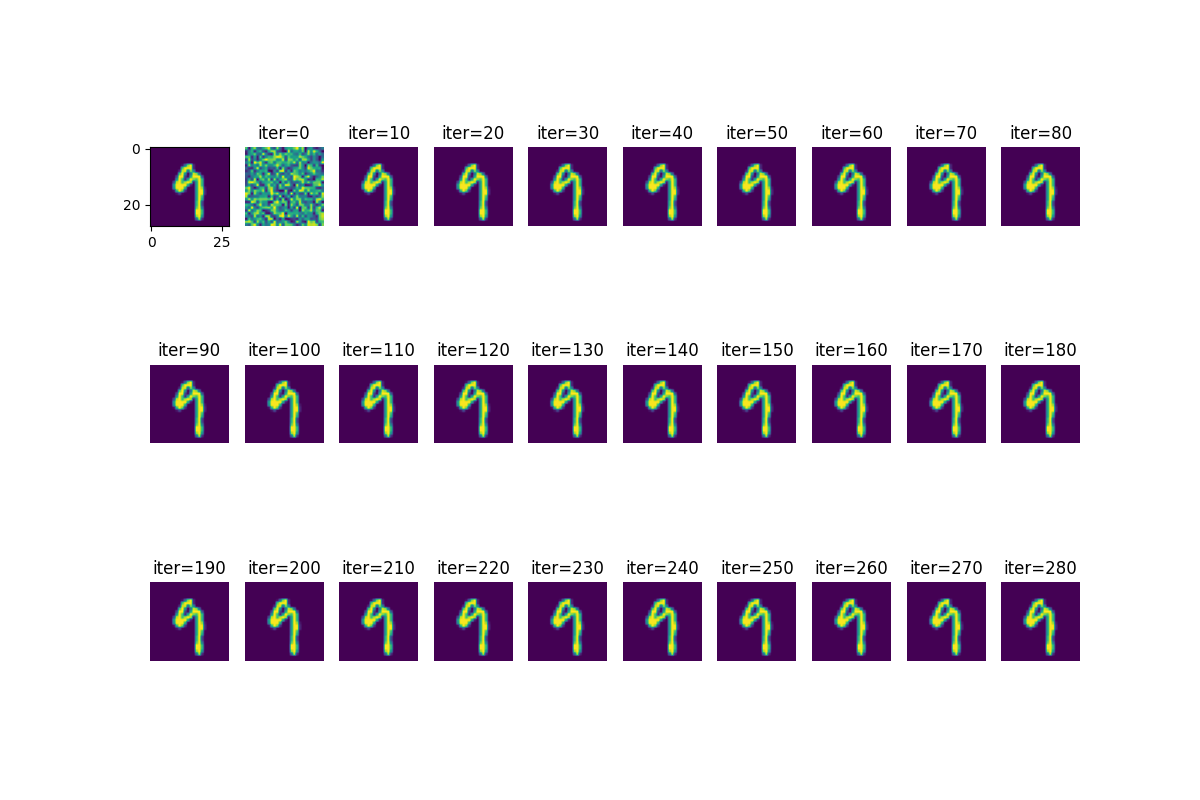 iter=0 iter=10 iter=20 iter=30 iter=40 iter=50 iter=60 iter=70 iter=80
0
20
0 25
iter=90 iter=100 iter=110 iter=120 iter=130 iter=140 iter=150 iter=160 iter=170 iter=180
iter=190 iter=200 iter=210 iter=220 iter=230 iter=240 iter=250 iter=260 iter=270 iter=280